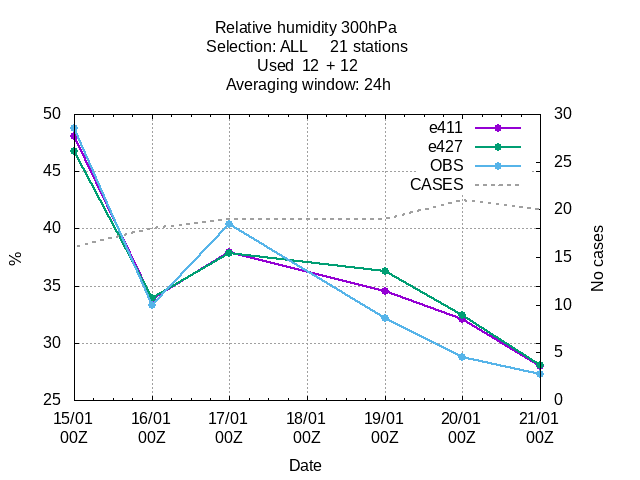 Relative humidity 300hPa
Selection: ALL 21 stations
Used 12 + 12
Averaging window: 24h
50 30
e411
e427
OBS
CASES
45 25
40 20
35 15
30 10
25 5
0
%
No cases
15/01 16/01 17/01 18/01 19/01 20/01 21/01
00Z 00Z 00Z 00Z 00Z 00Z 00Z
Date